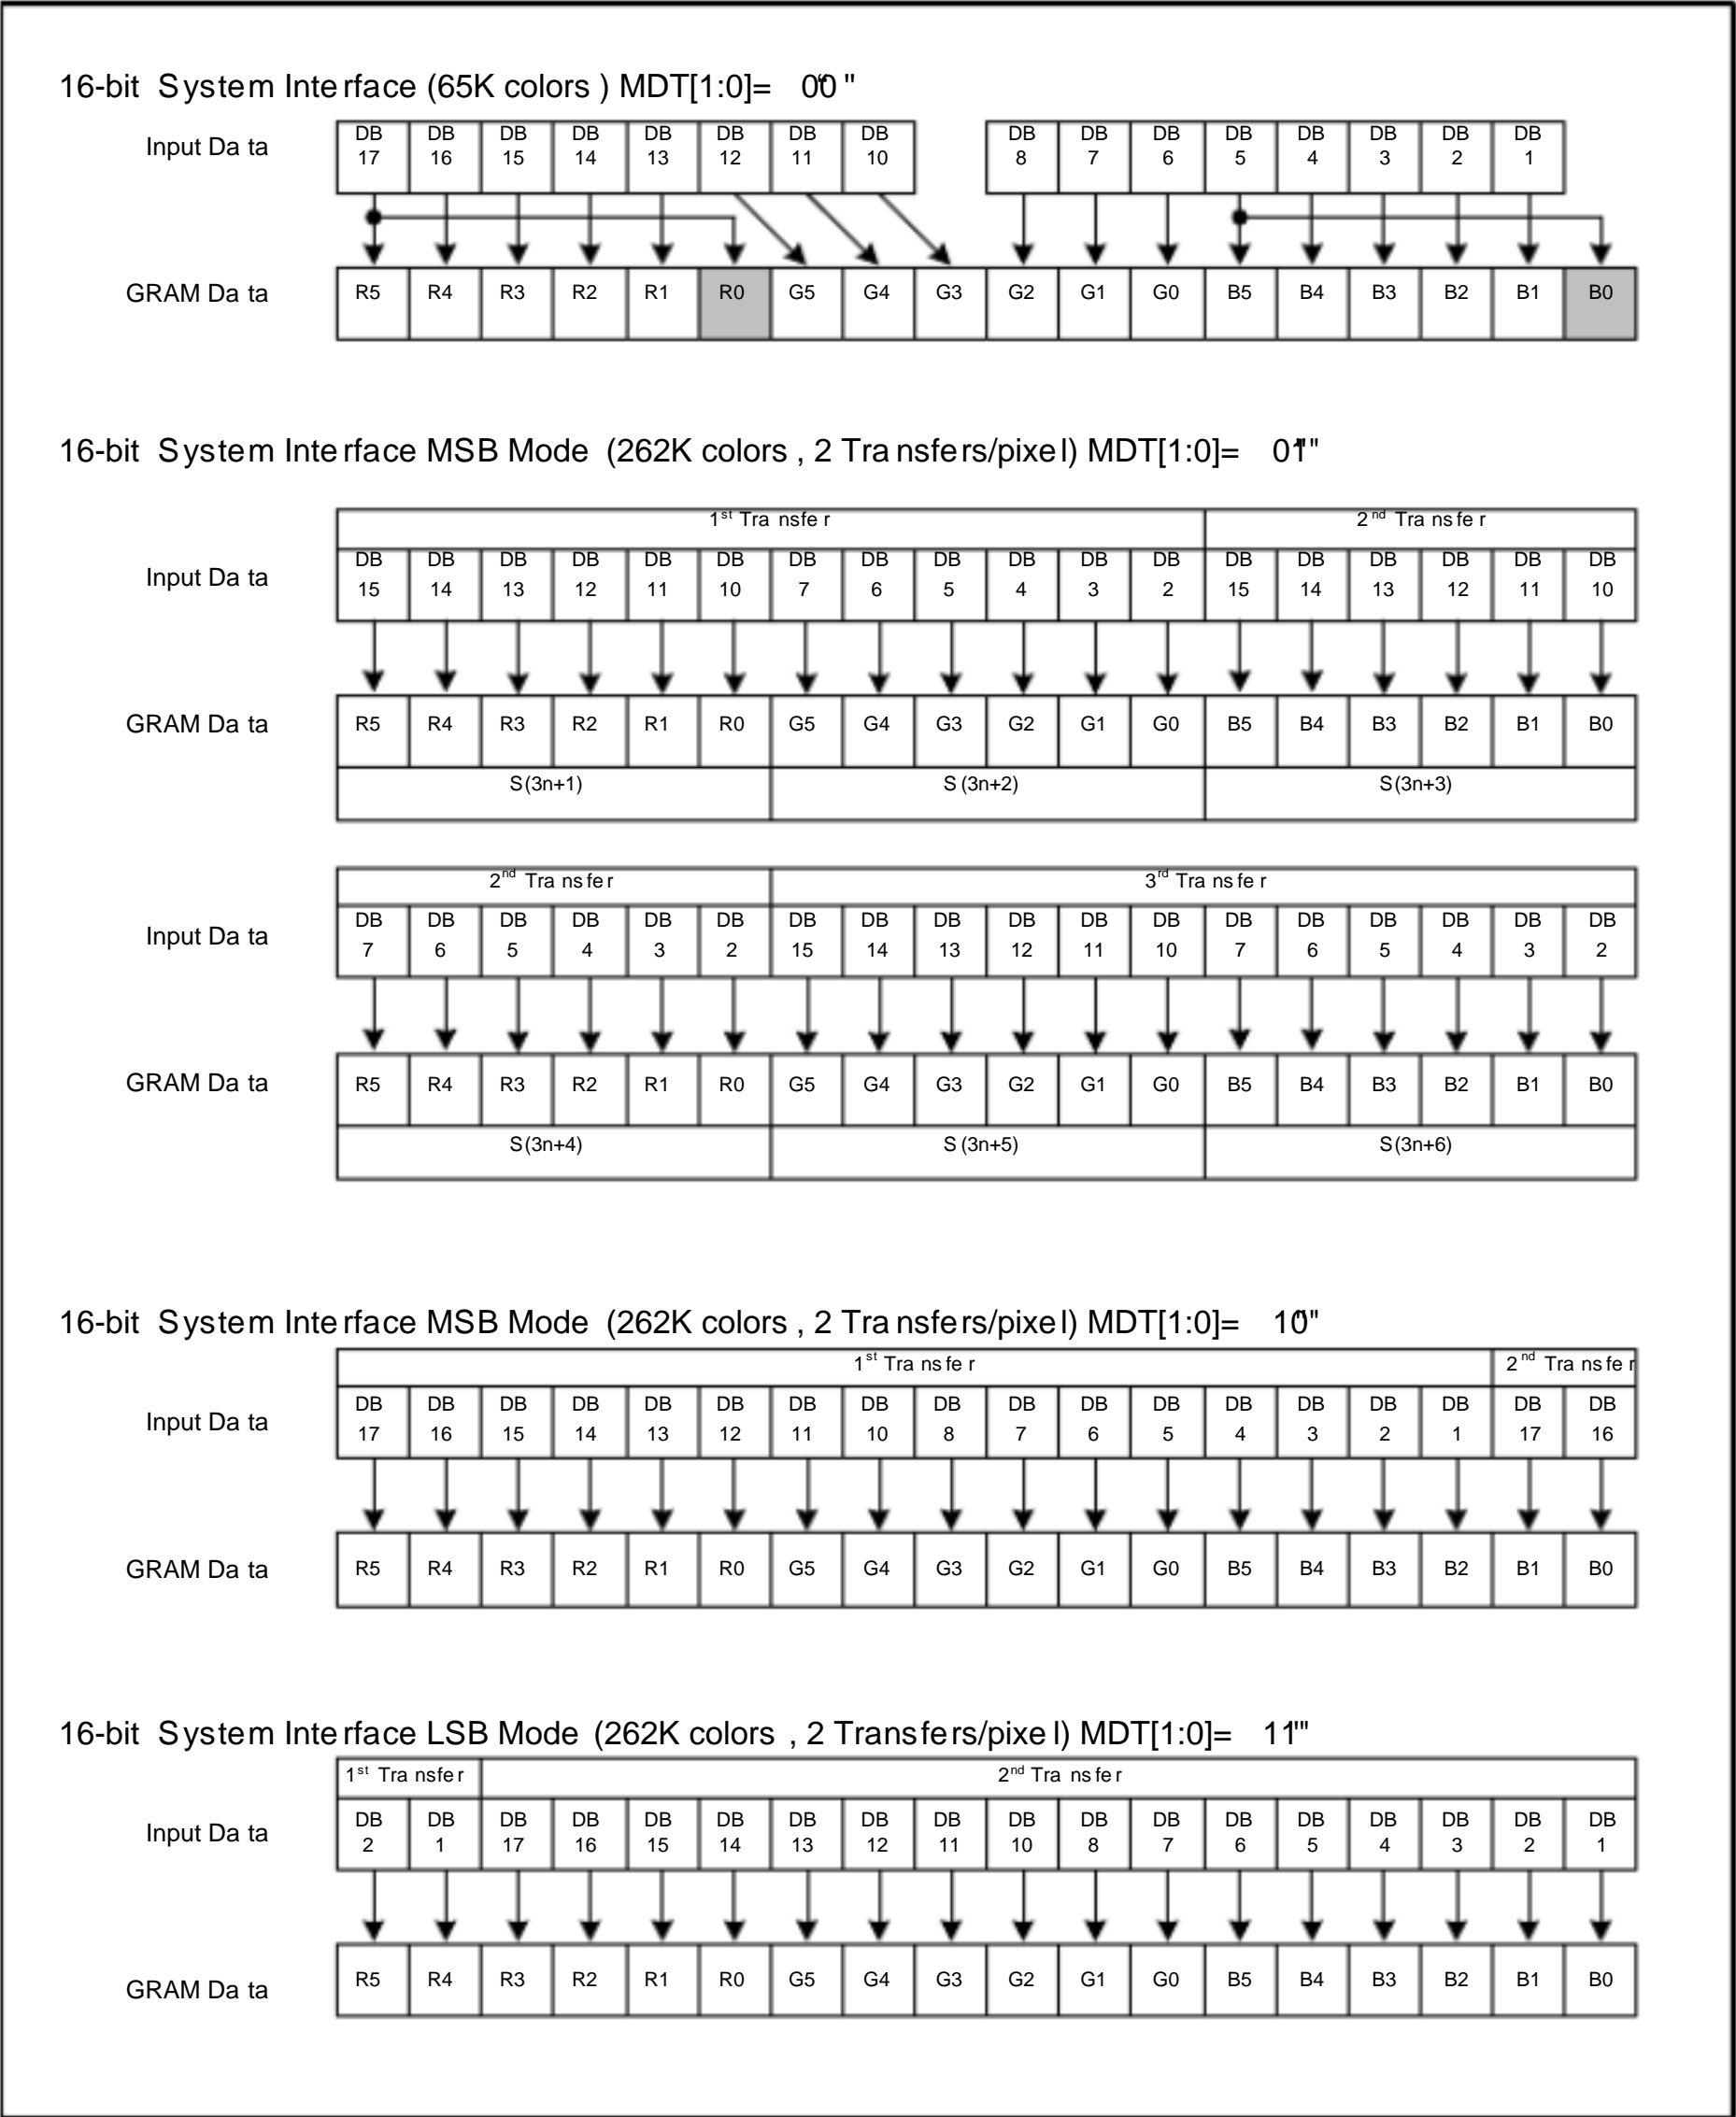 16-bit System Interface (65K colors ) MDT[1:0]= “00 "
Input Data
DB DB DB DB DB DB DB DB DB DB DB DB DB DB DB DB
17 16 15 14 13 12 11 10 8 7 6 5 4 3 2 1
GRAM Data R5 R4 R3 R2 R1 R0 G5 G4 G3 G2 G1 G0 B5 B4 B3 B2 B1 B0
16-bit System Interface MSB Mode (262K colors , 2 Transfers/pixel) MDT[1:0]= “01"
1st Transfer 2nd Transfer
Input Data
DB DB DB DB DB DB DB DB DB DB DB DB DB DB DB DB DB DB
15 14 13 12 11 10 7 6 5 4 3 2 15 14 13 12 11 10
GRAM Data R5 R4 R3 R2 R1 R0 G5 G4 G3 G2 G1 G0 B5 B4 B3 B2 B1 B0
S(3n+1) S(3n+2) S(3n+3)
2nd Transfer 3rd Transfer
Input Data
DB DB DB DB DB DB DB DB DB DB DB DB DB DB DB DB DB DB
7 6 5 4 3 2 15 14 13 12 11 10 7 6 5 4 3 2
GRAM Data R5 R4 R3 R2 R1 R0 G5 G4 G3 G2 G1 G0 B5 B4 B3 B2 B1 B0
S(3n+4) S(3n+5) S(3n+6)
16-bit System Interface MSB Mode (262K colors , 2 Transfers/pixel) MDT[1:0]= “10"
1st Transfer 2nd Transfer
Input Data
DB DB DB DB DB DB DB DB DB DB DB DB DB DB DB DB DB DB
17 16 15 14 13 12 11 10 8 7 6 5 4 3 2 1 17 16
GRAM Data R5 R4 R3 R2 R1 R0 G5 G4 G3 G2 G1 G0 B5 B4 B3 B2 B1 B0
16-bit System Interface LSB Mode (262K colors , 2 Transfers/pixel) MDT[1:0]= “11"
1st Transfer 2nd Transfer
Input Data
DB DB DB DB DB DB DB DB DB DB DB DB DB DB DB DB DB DB
2 1 17 16 15 14 13 12 11 10 8 7 6 5 4 3 2 1
GRAM Data R5 R4 R3 R2 R1 R0 G5 G4 G3 G2 G1 G0 B5 B4 B3 B2 B1 B0